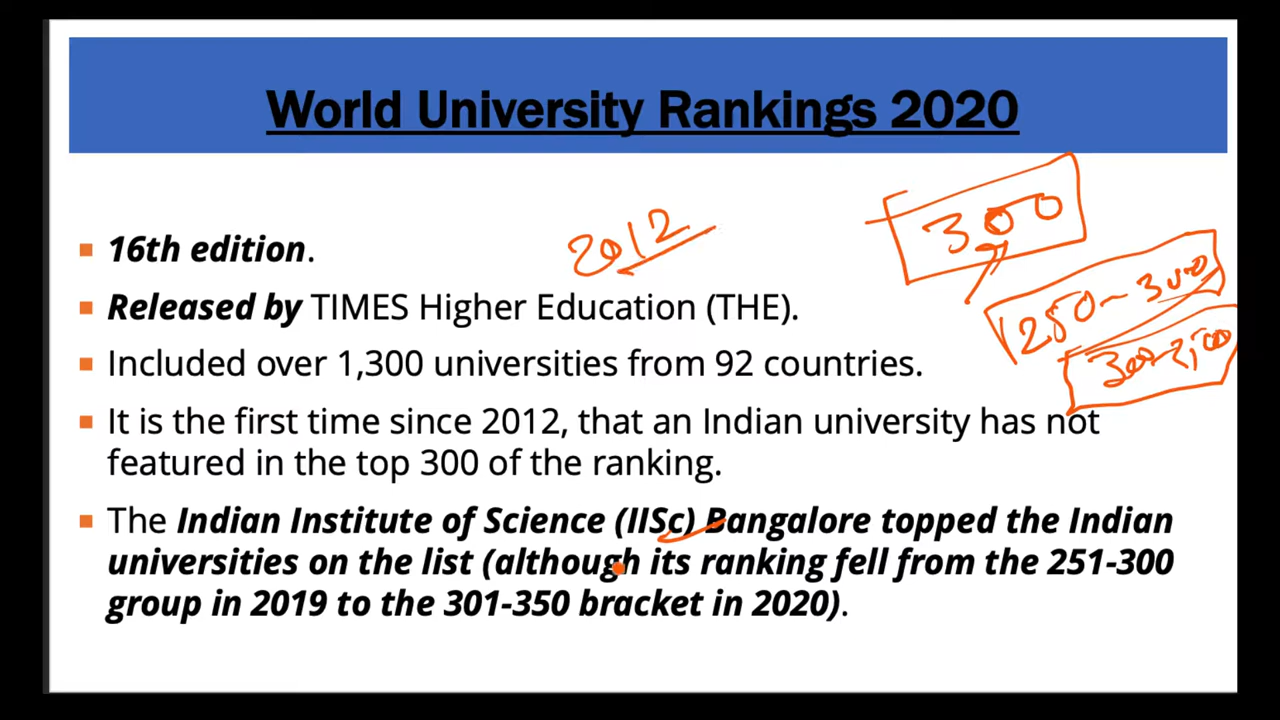 World University Rankings 2020
300
2012
16th edition.
250-300
Released by TIMES Higher Education (THE).
Included over 1,300 universities from 92 countries.
It is the first time since 2012, that an Indian university has not
featured in the top 300 of the ranking.
The Indian Institute of Science (IISc) Bangalore topped the Indian
universities on the list (although its ranking fell from the 251-300
group in 2019 to the 301-350 bracket in 2020).